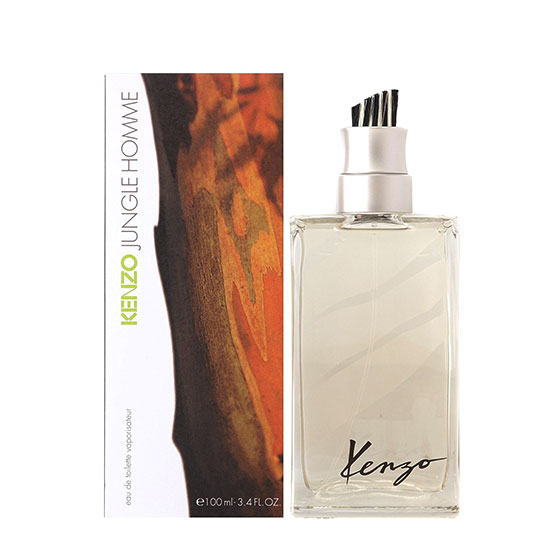 KENZO JUNGLE HOMME
eau de toilette vaporisateur
℮100 ml-3.4 FL.OZ.
Kenzo